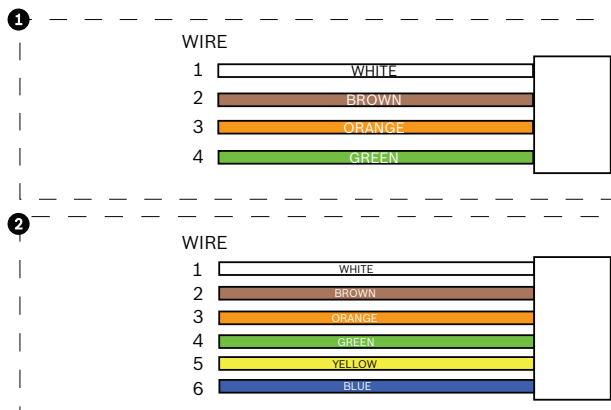 1
WIRE
1 WHITE
2 BROWN
3 ORANGE
4 GREEN
2
WIRE
1 WHITE
2 BROWN
3 ORANGE
4 GREEN
5 YELLOW
6 BLUE